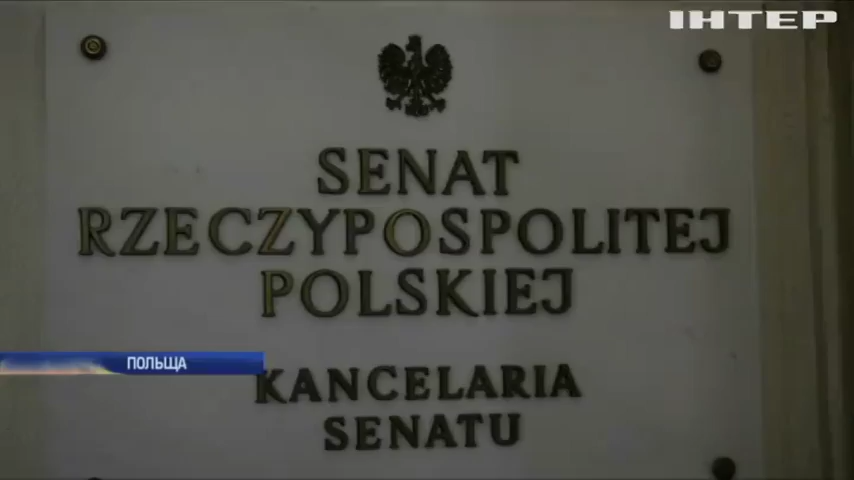 ІНТЕР
SENAT
RZECZYPOSPOLITEJ
POLSKIEJ
ПОЛЬЩА
KANCELARIA
SENATU